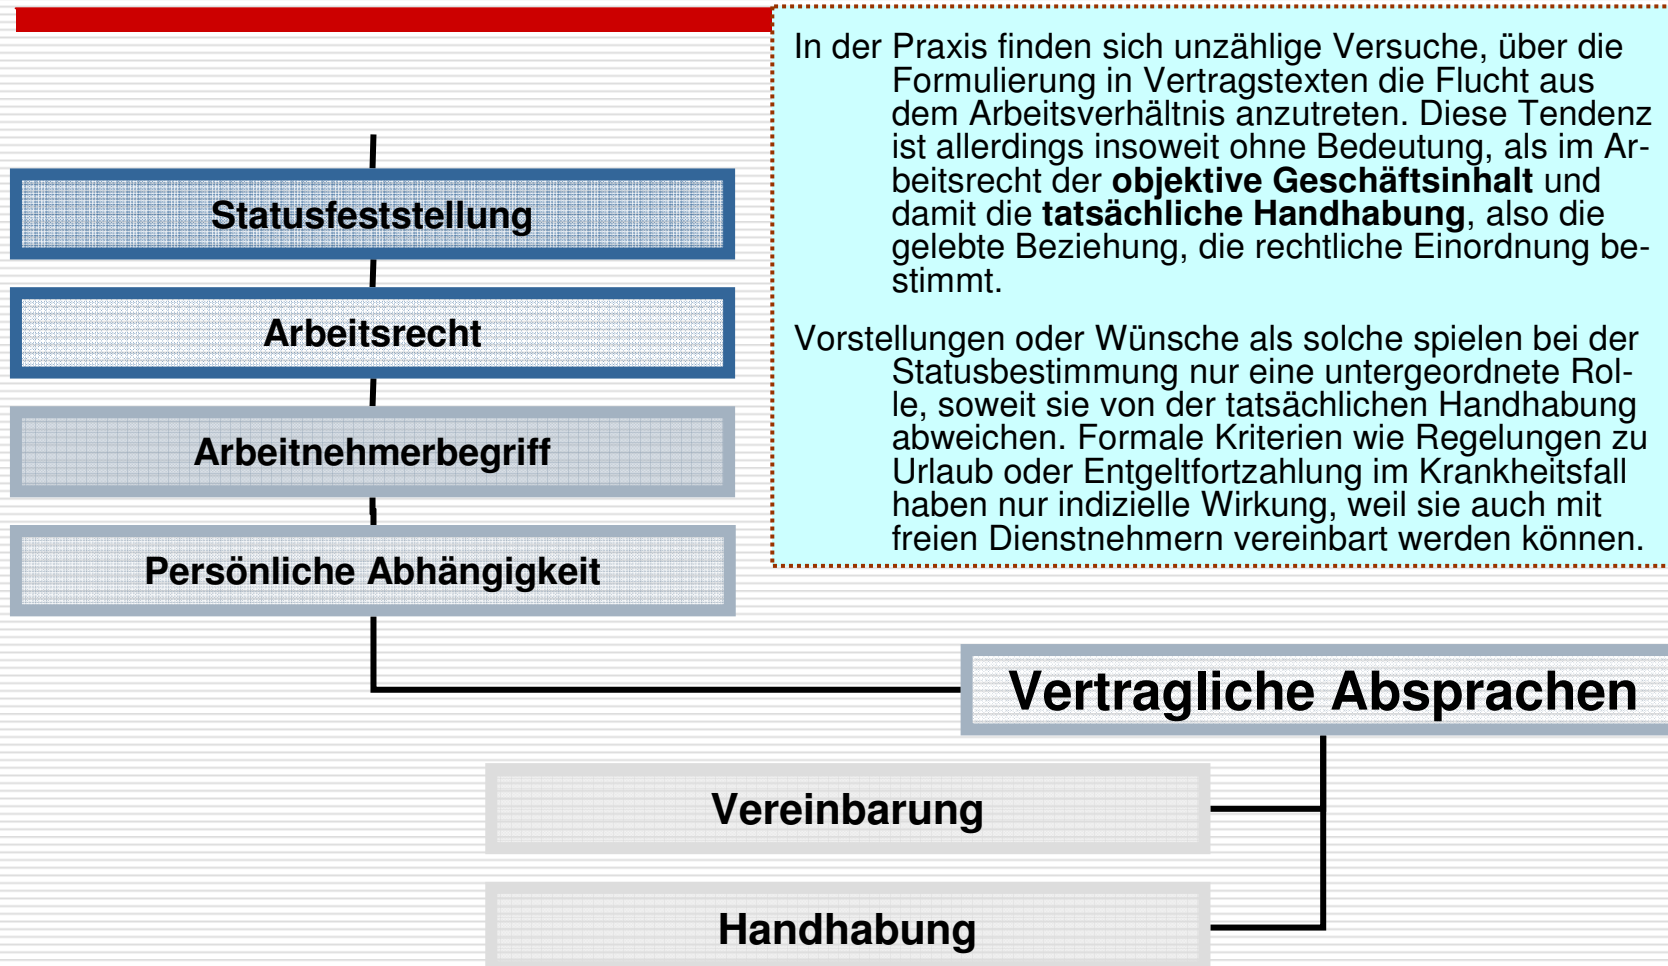 In der Praxis finden sich unzählige Versuche, über die
Formulierung in Vertragstexten die Flucht aus
dem Arbeitsverhältnis anzutreten. Diese Tendenz
ist allerdings insoweit ohne Bedeutung, als im Ar-
beitsrecht der objektive Geschäftsinhalt und
damit die tatsächliche Handhabung, also die
gelebte Beziehung, die rechtliche Einordnung be-
stimmt.
Vorstellungen oder Wünsche als solche spielen bei der
Statusbestimmung nur eine untergeordnete Rol-
le, soweit sie von der tatsächlichen Handhabung
abweichen. Formale Kriterien wie Regelungen zu
Urlaub oder Entgeltfortzahlung im Krankheitsfall
haben nur indizielle Wirkung, weil sie auch mit
freien Dienstnehmern vereinbart werden können.
Statusfeststellung
Arbeitsrecht
Arbeitnehmerbegriff
Persönliche Abhängigkeit
Vertragliche Absprachen
Vereinbarung
Handhabung